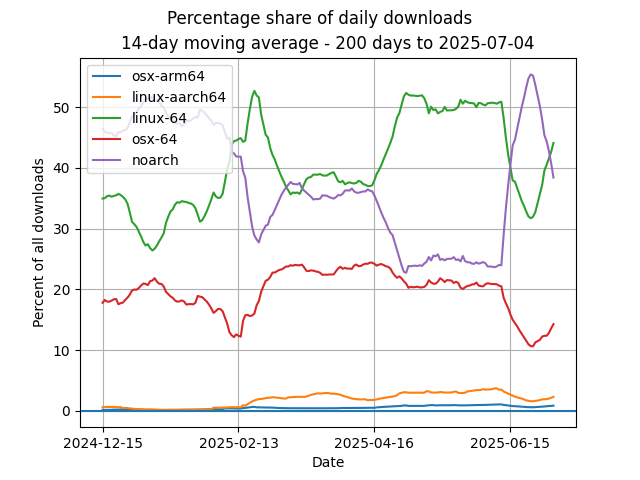 Percentage share of daily downloads
14-day moving average - 200 days to 2025-07-04
osx-arm64
linux-aarch64
linux-64
osx-64
noarch
Percent of all downloads
50
40
30
20
10
0
2024-12-15
2025-02-13
2025-04-16
2025-06-15
Date